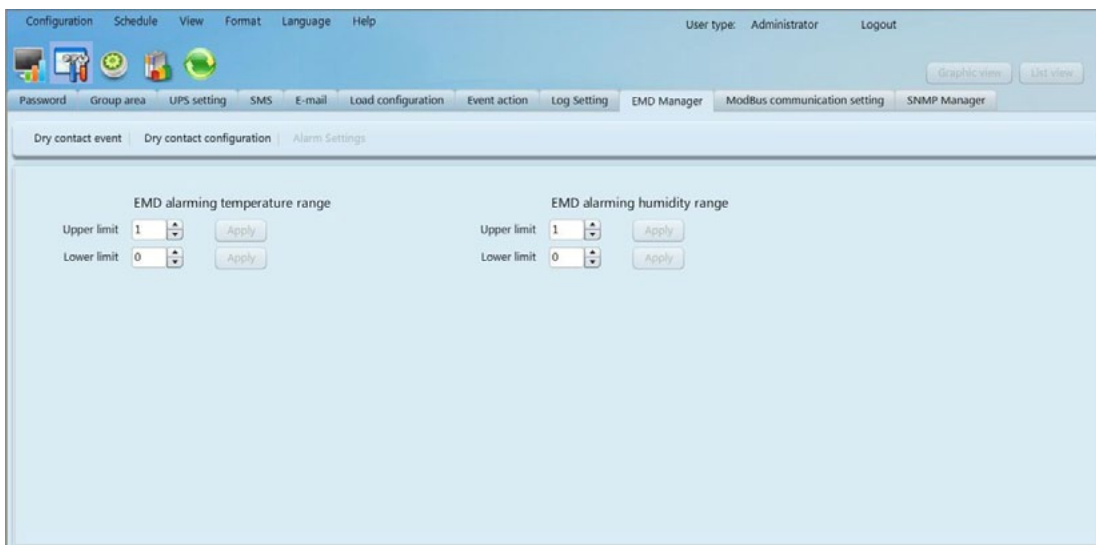 Configuration Schedule View Format Language Help User type: Administrator Logout
Graphic view List view
Password Group area UPS setting SMS E-mail Load configuration Event action Log Setting EMD Manager ModBus communication setting SNMP Manager
Dry contact event Dry contact configuration Alarm Settings
EMD alarming temperature range EMD alarming humidity range
Upper limit 1 Apply Upper limit 1 Apply
Lower limit 0 Apply Lower limit 0 Apply